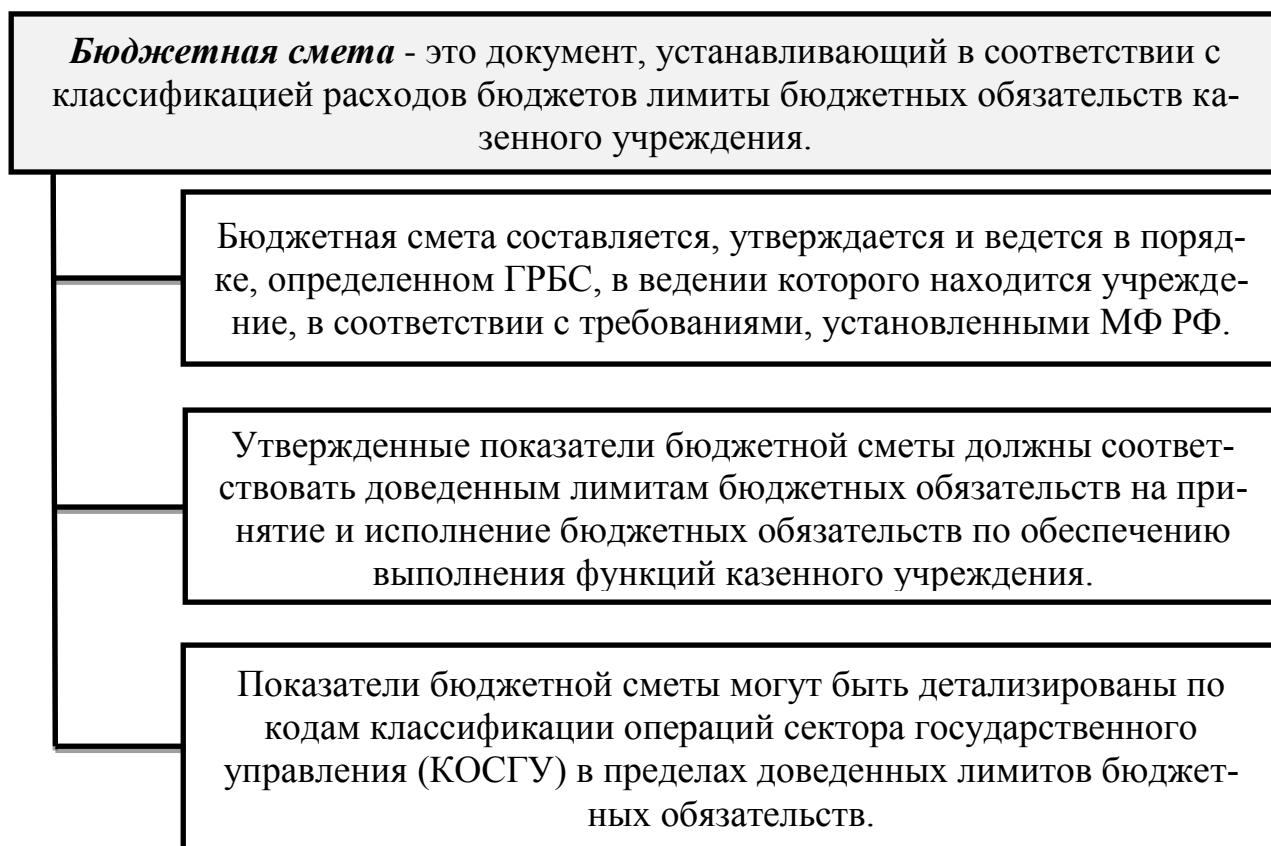 Бюджетная смета - это документ, устанавливающий в соответствии с
классификацией расходов бюджетов лимиты бюджетных обязательств ка-
зенного учреждения.
Бюджетная смета составляется, утверждается и ведется в поряд-
ке, определенном ГРБС, в ведении которого находится учрежде-
ние, в соответствии с требованиями, установленными МФ РФ.
Утвержденные показатели бюджетной сметы должны соответ-
ствовать доведенным лимитам бюджетных обязательств на при-
нятие и исполнение бюджетных обязательств по обеспечению
выполнения функций казенного учреждения.
Показатели бюджетной сметы могут быть детализированы по
кодам классификации операций сектора государственного
управления (КОСГУ) в пределах доведенных лимитов бюджет-
ных обязательств.